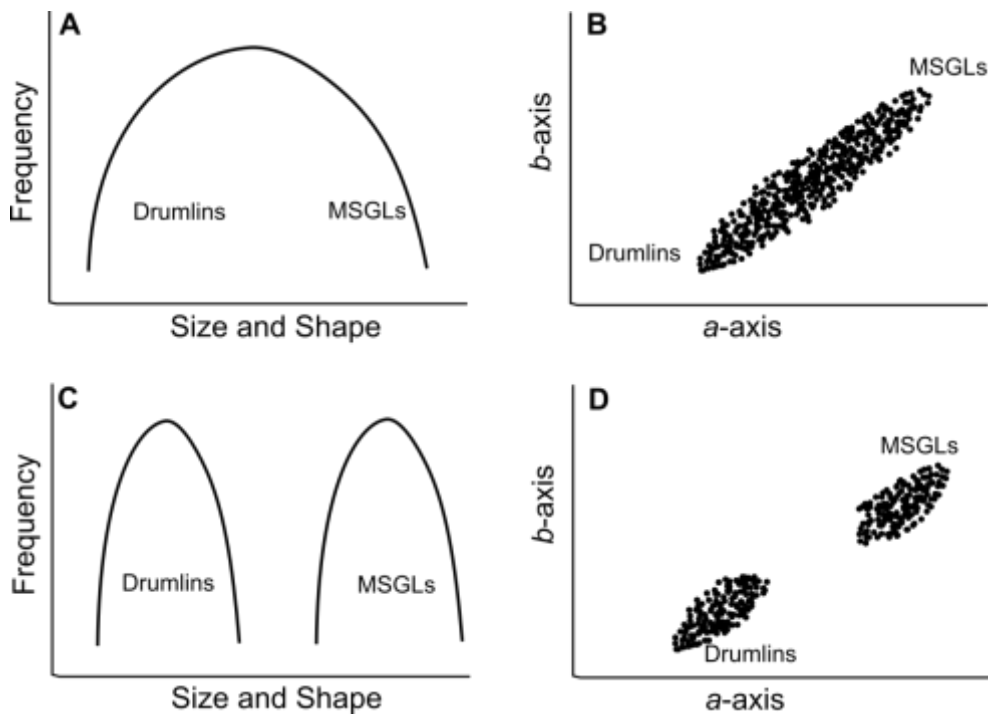 A
Frequency
Drumlins
MSGLs
Size and Shape
B
b-axis
MSGLs
Drumlins
a-axis
C
Frequency
Drumlins
MSGLs
Size and Shape
D
b-axis
MSGLs
Drumlins
a-axis